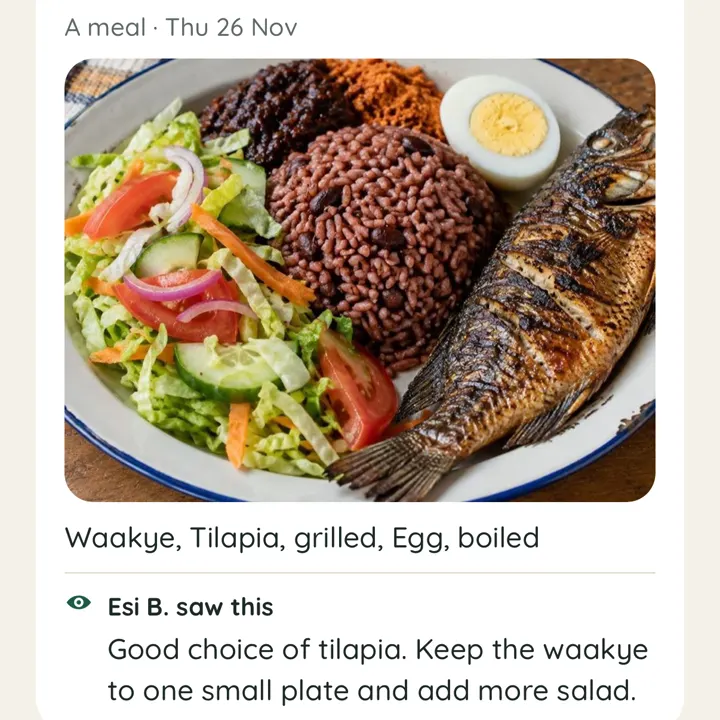 A meal · Thu 26 Nov
Waakye, Tilapia, grilled, Egg, boiled
Esi B. saw this
Good choice of tilapia. Keep the waakye
to one small plate and add more salad.